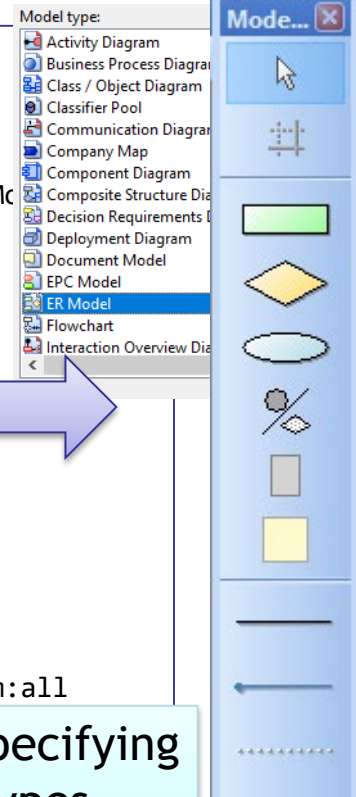 Model type:
Activity Diagram
Business Process Diagra
Class / Object Diagram
Classifier Pool
Communication Diagra
Company Map
Component Diagram
Composite Structure Dia
Decision Requirements
Deployment Diagram
Document Model
EPC Model
ER Model
Flowchart
Interaction Overview Dia
Mode...
:all
pecifying